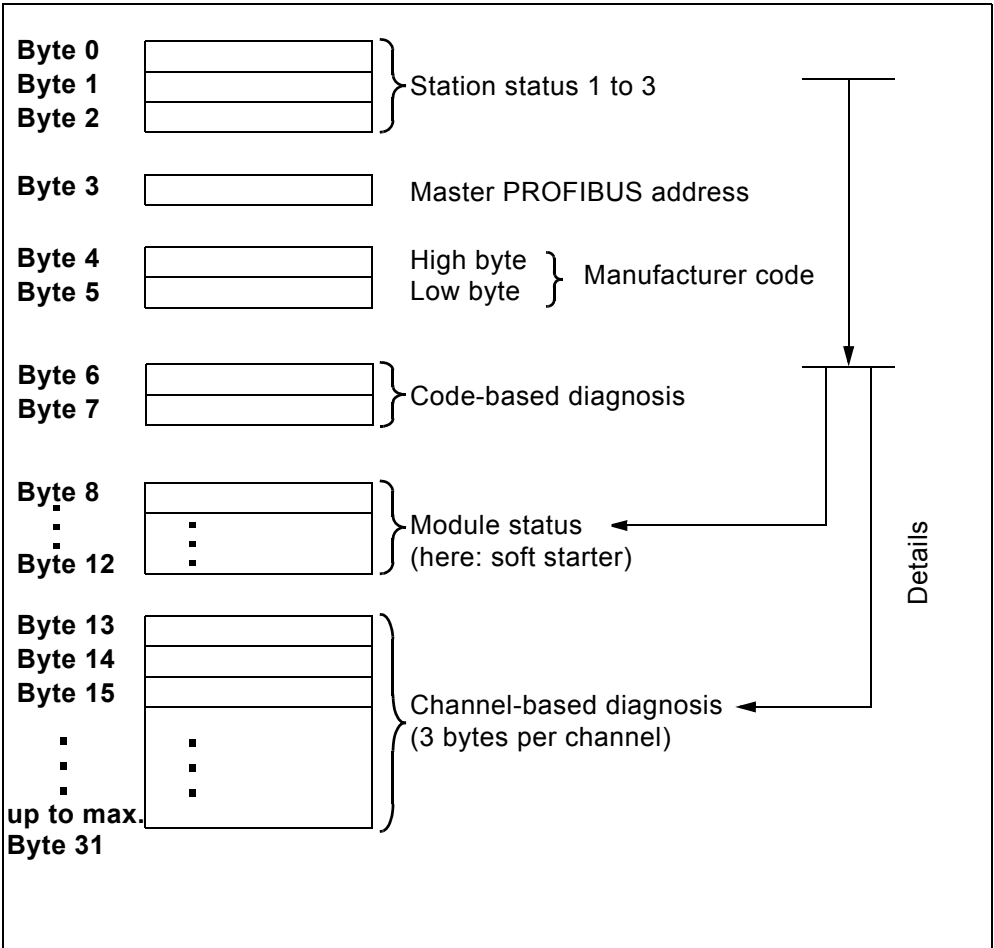 Byte 0
Byte 1
Byte 2
Station status 1 to 3
Byte 3
Master PROFIBUS address
Byte 4
Byte 5
High byte
Low byte
Manufacturer code
Byte 6
Byte 7
Code-based diagnosis
Byte 8
Byte 12
Module status
(here: soft starter)
Details
Byte 13
Byte 14
Byte 15
Channel-based diagnosis
(3 bytes per channel)
up to max.
Byte 31